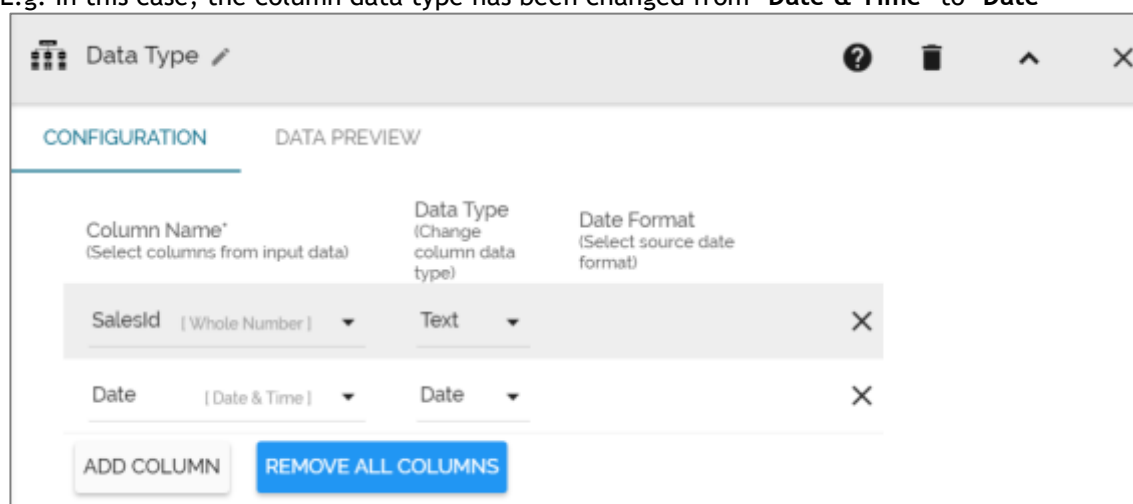 E.g. In this case, the column data type has been changed from "Date & Time" to "Date"
Data Type
CONFIGURATION DATA PREVIEW
Column Name*
(Select columns from input data)
Data Type
(Change
column data
type)
Date Format
(Select source date
format)
SalesId [ Whole Number ] Text
Date [ Date & Time ] Date
ADD COLUMN REMOVE ALL COLUMNS